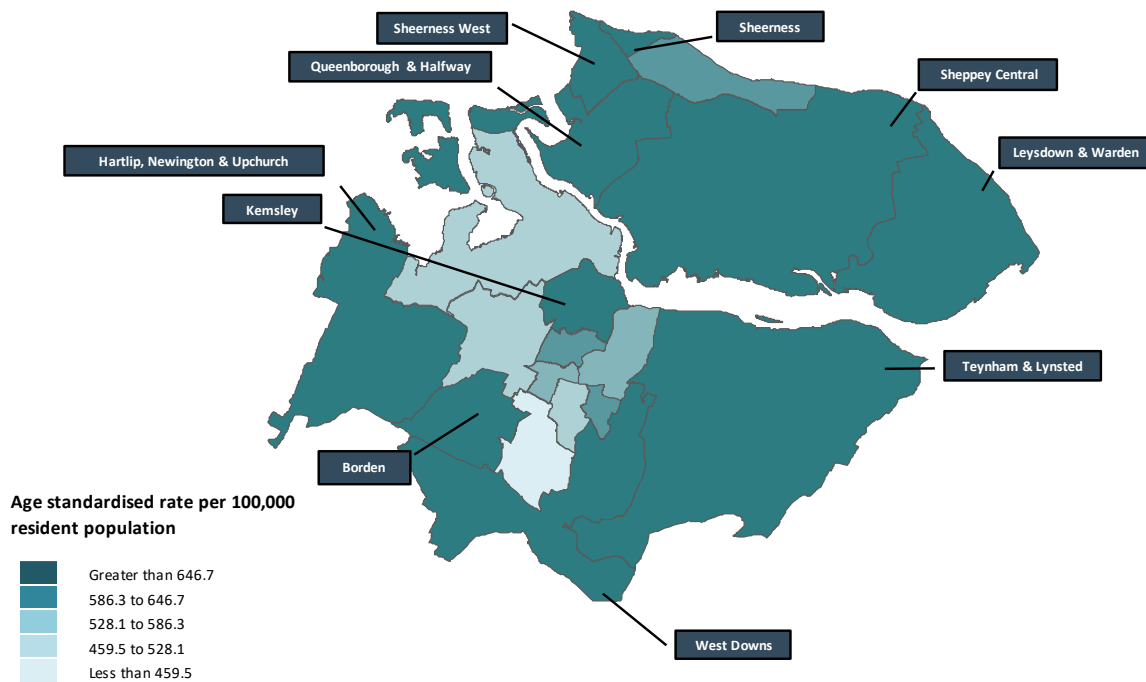 Sheerness West
Sheerness
Queenborough & Halfway
Sheppey Central
Hartlip, Newington & Upchurch
Leysdown & Warden
Kemsley
Teynham & Lynsted
Borden
West Downs
Age standardised rate per 100,000
resident population
Greater than 646.7
586.3 to 646.7
528.1 to 586.3
459.5 to 528.1
Less than 459.5